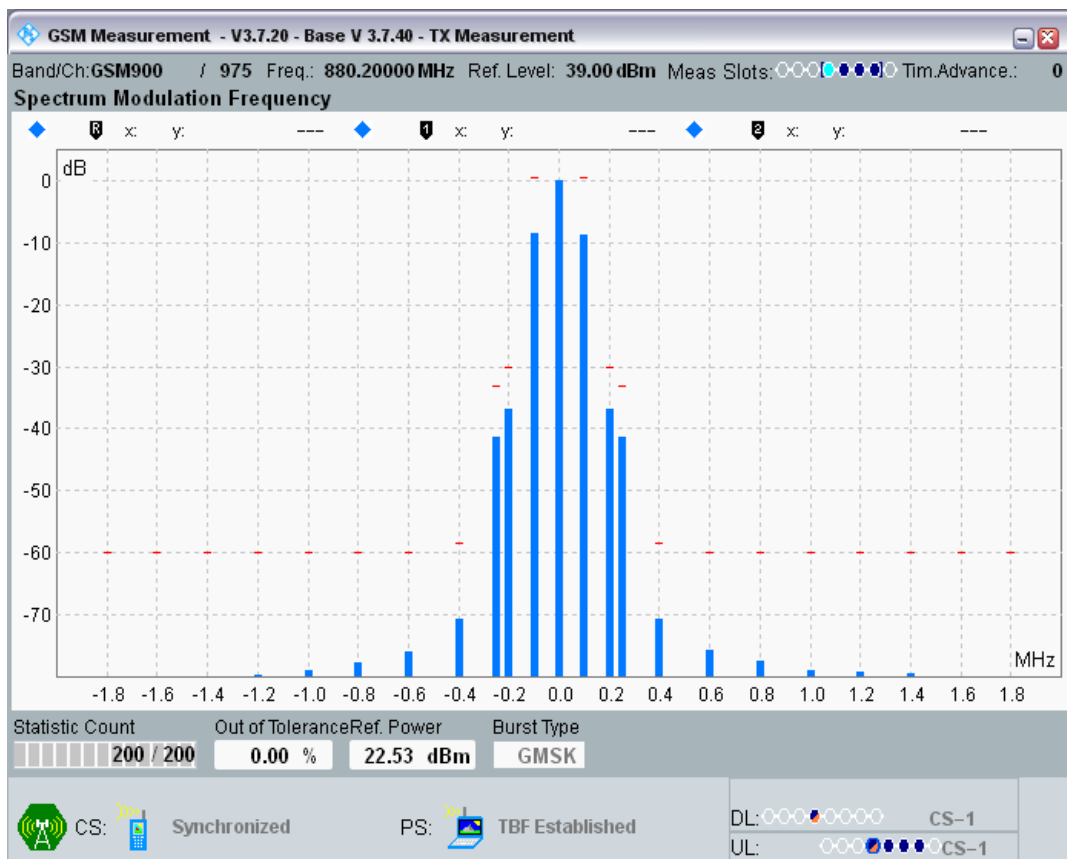 GSM Measurement - V3.7.20 - Base V 3.7.40 - TX Measurement
Band/Ch:GSM900 / 975 Freq.: 880.20000 MHz Ref. Level: 39.00 dBm Meas Slots: Tim.Advance.: 0
Spectrum Modulation Frequency
R x: y: --- 1 x: y: --- 2 x: y: ---
dB
0
-10
-20
-30
-40
-50
-60
-70
MHz
-1.8 -1.6 -1.4 -1.2 -1.0 -0.8 -0.6 -0.4 -0.2 0.0 0.2 0.4 0.6 0.8 1.0 1.2 1.4 1.6 1.8
Statistic Count Out of Tolerance Ref. Power Burst Type
200 / 200 0.00 % 22.53 dBm GMSK
CS: Synchronized PS: TBF Established DL: CS-1
UL: CS-1